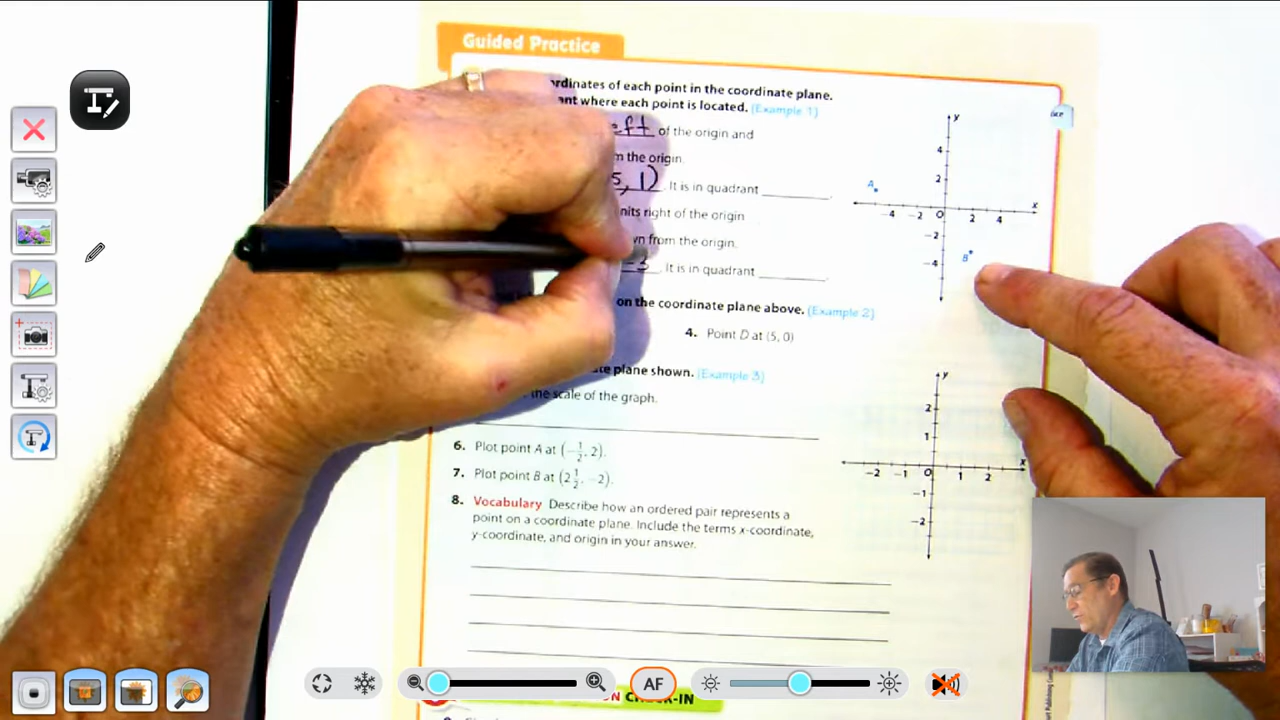 Guided Practice
rdinates of each point in the coordinate plane.
ant where each point is located. (Example 1)
eft of the origin and
m the origin.
5, 1). It is in quadrant
nits right of the origin
wn from the origin.
-3. It is in quadrant
on the coordinate plane above. (Example 2)
4. Point D at (5, 0)
te plane shown. (Example 3)
the scale of the graph.
6. Plot point A at (-1/2, 2).
7. Plot point B at (2 1/2, -2).
8. Vocabulary Describe how an ordered pair represents a
point on a coordinate plane. Include the terms x-coordinate,
y-coordinate, and origin in your answer.
y
4
2
A
x
-4 -2 O 2 4
-2
B
-4
y
2
1
x
-2 -1 O 1 2
-1
-2
AF
CHECK-IN